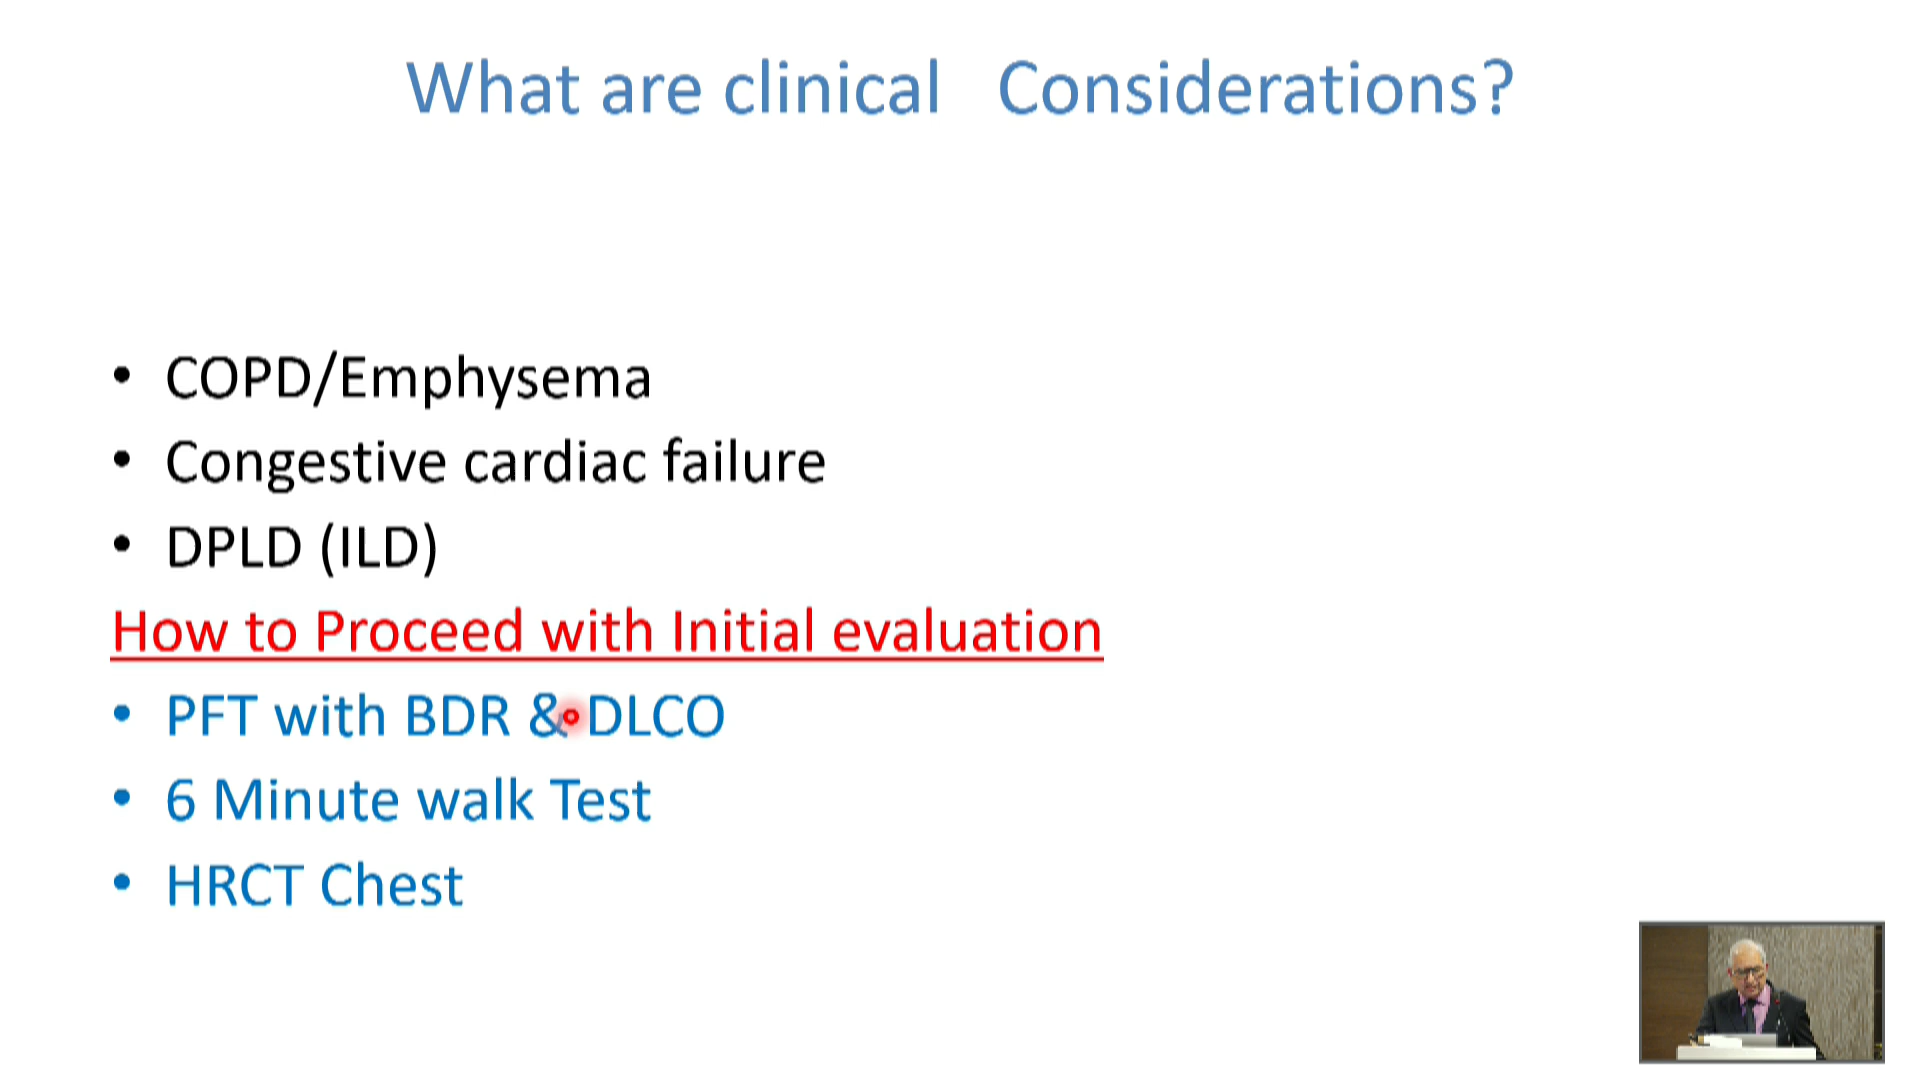 What are clinical Considerations?
• COPD/Emphysema
• Congestive cardiac failure
• DPLD (ILD)
How to Proceed with Initial evaluation
• PFT with BDR & DLCO
• 6 Minute walk Test
• HRCT Chest